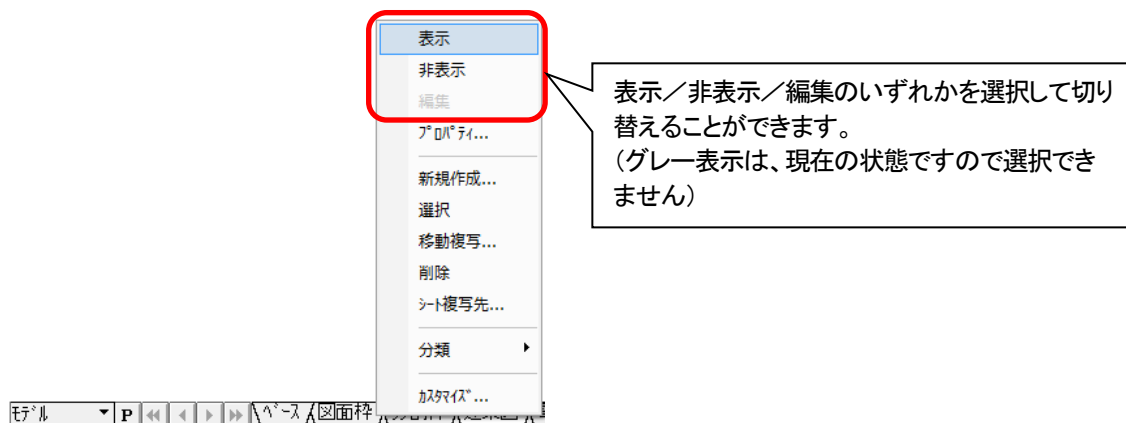 表示
非表示
編集
ﾌﾟﾛﾊﾟﾃｨ...
新規作成...
選択
移動複写...
削除
ｼｰﾄ複写先...
分類
ｶｽﾀﾏｲｽﾞ...
表示／非表示／編集のいずれかを選択して切り
替えることができます。
（グレー表示は、現在の状態ですので選択でき
ません）
ﾓﾃﾞﾙ P ﾍﾞｰｽ 図面枠